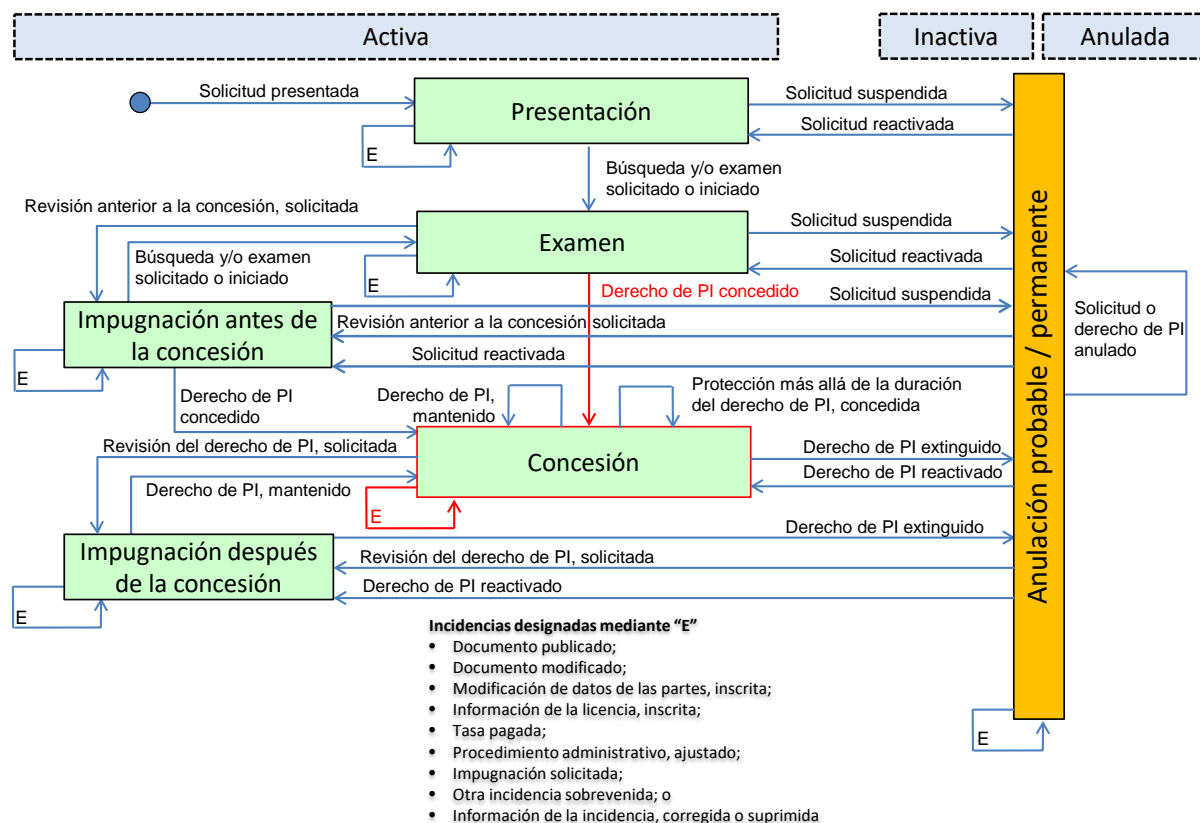 Activa
Inactiva
Anulada
Solicitud presentada
Presentación
Solicitud suspendida
Solicitud reactivada
E
Búsqueda y/o examen
solicitado o iniciado
Revisión anterior a la concesión, solicitada
Examen
Solicitud suspendida
Solicitud reactivada
Búsqueda y/o examen
solicitado o iniciado
E
Derecho de PI concedido
Solicitud suspendida
Impugnación antes de
la concesión
Revisión anterior a la concesión solicitada
Solicitud reactivada
E
Solicitud o
derecho de PI
anulado
Anulación probable / permanente
Derecho de PI
concedido
Derecho de PI,
mantenido
Protección más allá de la duración
del derecho de PI, concedida
Revisión del derecho de PI, solicitada
Concesión
Derecho de PI extinguido
Derecho de PI reactivado
Derecho de PI, mantenido
E
Derecho de PI extinguido
Impugnación después
de la concesión
Revisión del derecho de PI, solicitada
Derecho de PI reactivado
E
Incidencias designadas mediante “E”
• Documento publicado;
• Documento modificado;
• Modificación de datos de las partes, inscrita;
• Información de la licencia, inscrita;
• Tasa pagada;
• Procedimiento administrativo, ajustado;
• Impugnación solicitada;
• Otra incidencia sobrevenida; o
• Información de la incidencia, corregida o suprimida
E